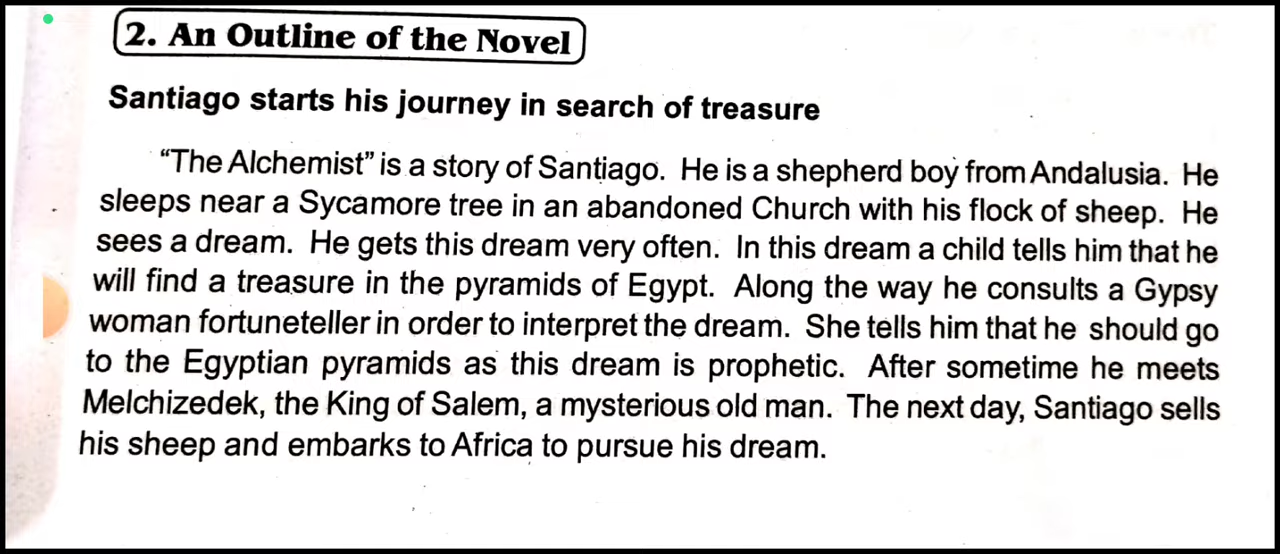 2. An Outline of the Novel
Santiago starts his journey in search of treasure
“The Alchemist” is a story of Santiago. He is a shepherd boy from Andalusia. He
sleeps near a Sycamore tree in an abandoned Church with his flock of sheep. He
sees a dream. He gets this dream very often. In this dream a child tells him that he
will find a treasure in the pyramids of Egypt. Along the way he consults a Gypsy
woman fortuneteller in order to interpret the dream. She tells him that he should go
to the Egyptian pyramids as this dream is prophetic. After sometime he meets
Melchizedek, the King of Salem, a mysterious old man. The next day, Santiago sells
his sheep and embarks to Africa to pursue his dream.